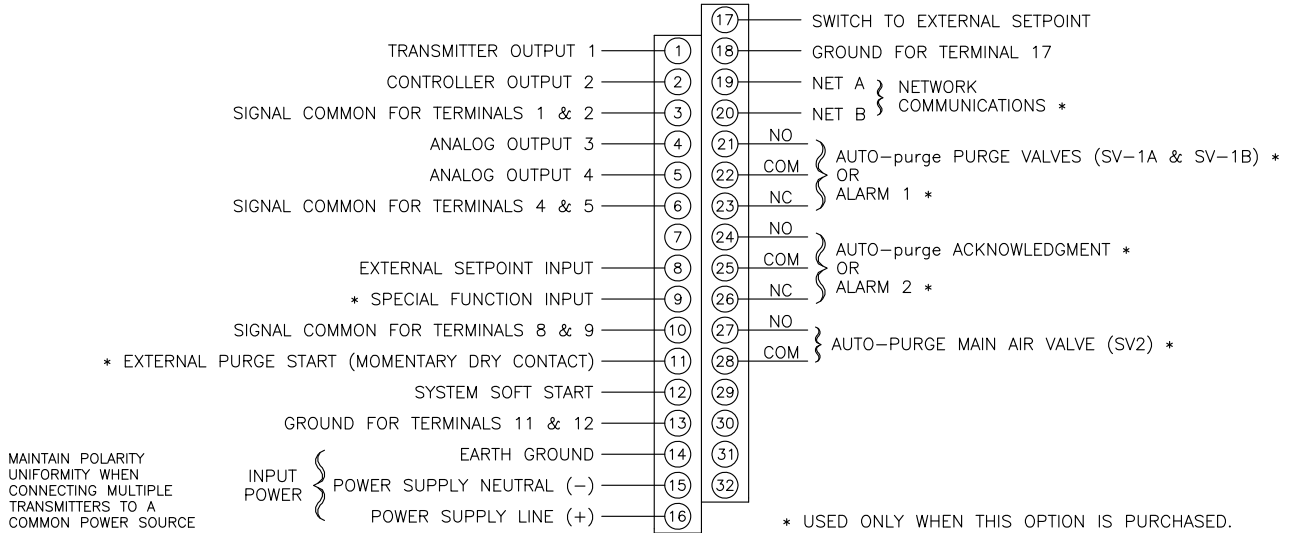 TRANSMITTER OUTPUT 1 1
CONTROLLER OUTPUT 2 2
SIGNAL COMMON FOR TERMINALS 1 & 2 3
ANALOG OUTPUT 3 4
ANALOG OUTPUT 4 5
SIGNAL COMMON FOR TERMINALS 4 & 5 6
7
EXTERNAL SETPOINT INPUT 8
* SPECIAL FUNCTION INPUT 9
SIGNAL COMMON FOR TERMINALS 8 & 9 10
* EXTERNAL PURGE START (MOMENTARY DRY CONTACT) 11
SYSTEM SOFT START 12
GROUND FOR TERMINALS 11 & 12 13
EARTH GROUND 14
POWER SUPPLY NEUTRAL (−) 15
POWER SUPPLY LINE (+) 16
INPUT
POWER
MAINTAIN POLARITY
UNIFORMITY WHEN
CONNECTING MULTIPLE
TRANSMITTERS TO A
COMMON POWER SOURCE
17 SWITCH TO EXTERNAL SETPOINT
18 GROUND FOR TERMINAL 17
19 NET A
20 NET B
NETWORK
COMMUNICATIONS *
21 NO
22 COM
23 NC
AUTO−purge PURGE VALVES (SV−1A & SV−1B) *
OR
ALARM 1 *
24 NO
25 COM
26 NC
AUTO−purge ACKNOWLEDGMENT *
OR
ALARM 2 *
27 NO
28 COM
AUTO−PURGE MAIN AIR VALVE (SV2) *
29
30
31
32
* USED ONLY WHEN THIS OPTION IS PURCHASED.